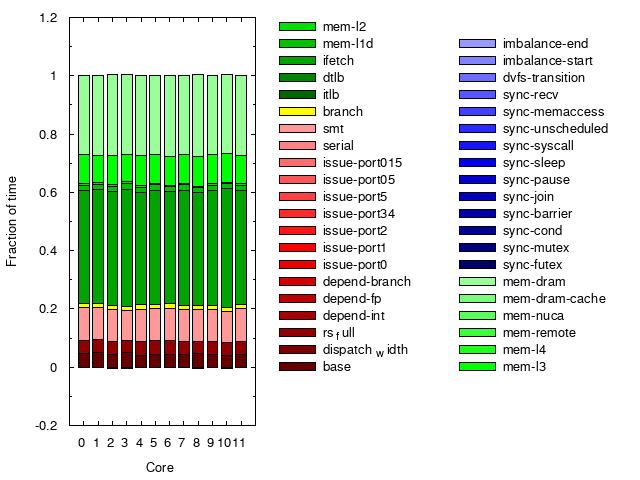 1.2
1
0.8
0.6
0.4
0.2
0
-0.2
Fraction of time
0 1 2 3 4 5 6 7 8 9 10 11
Core
mem-l2
mem-l1d
ifetch
dtlb
itlb
branch
smt
serial
issue-port015
issue-port05
issue-port5
issue-port34
issue-port2
issue-port1
issue-port0
depend-branch
depend-fp
depend-int
rsfull
dispatchwidth
base
imbalance-end
imbalance-start
dvfs-transition
sync-recv
sync-memaccess
sync-unscheduled
sync-syscall
sync-sleep
sync-pause
sync-join
sync-barrier
sync-cond
sync-mutex
sync-futex
mem-dram
mem-dram-cache
mem-nuca
mem-remote
mem-l4
mem-l3